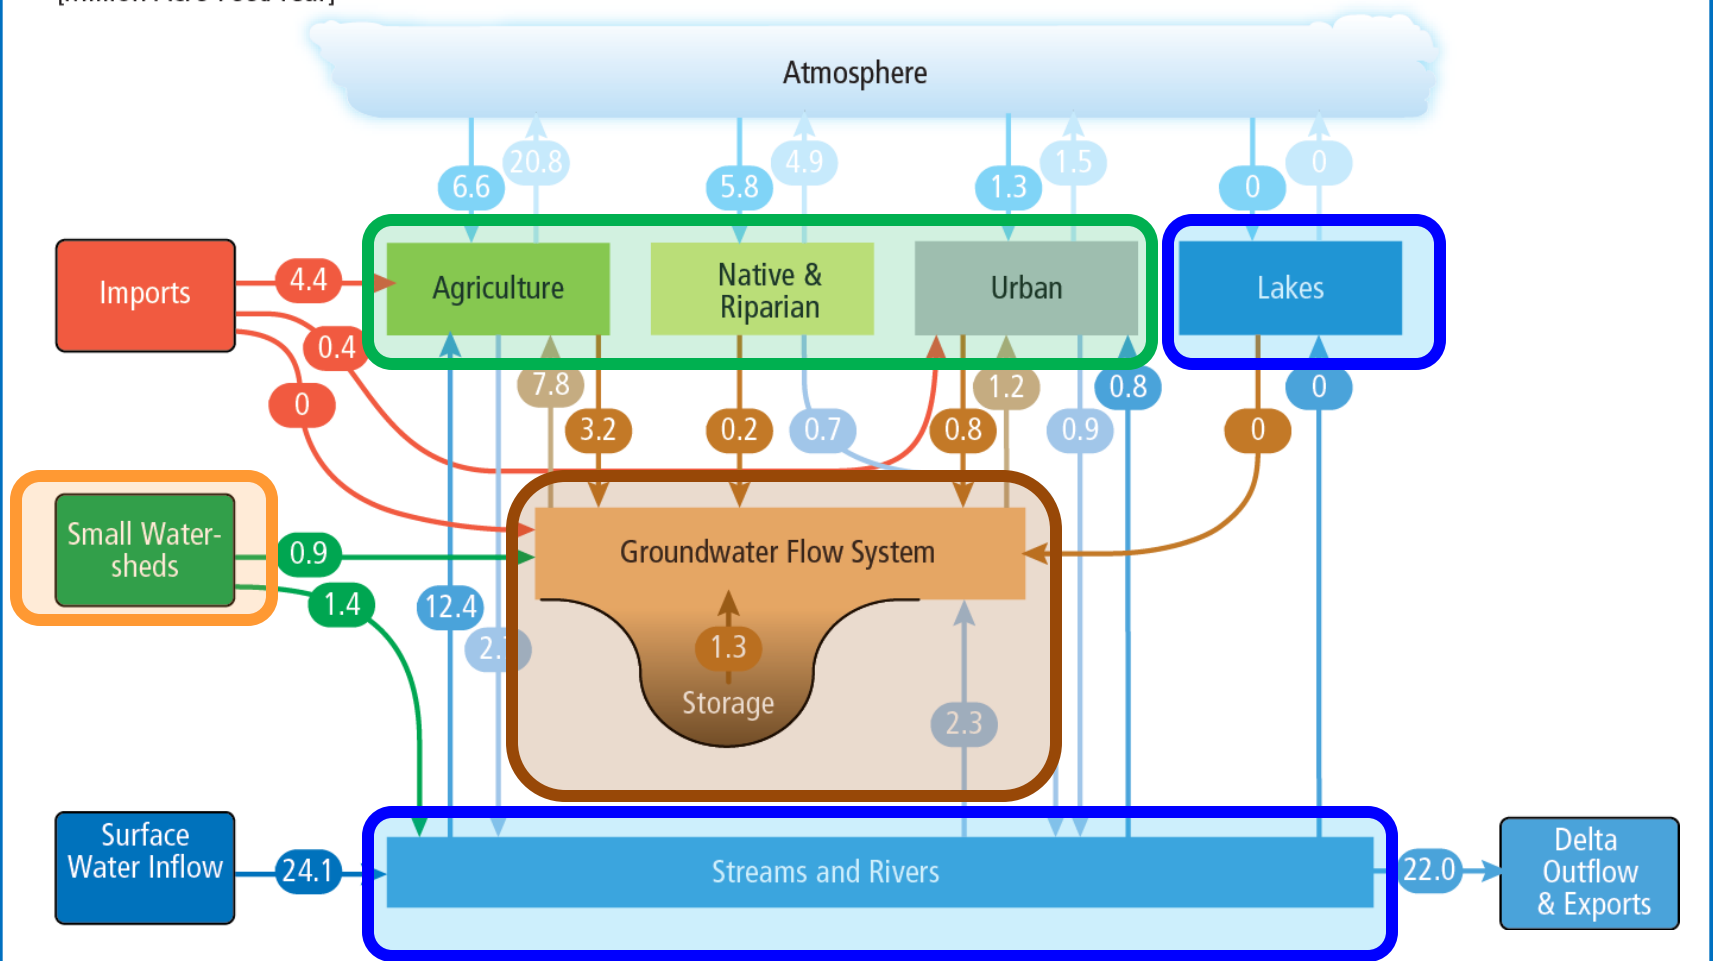 Atmosphere
20.8
4.9
1.5
0
6.6
5.8
1.3
0
Imports
4.4
Agriculture
Native &
Riparian
Urban
Lakes
0.4
0
7.8
1.2
0.8
0
3.2
0.2
0.7
0.8
0.9
0
Small Water-
sheds
0.9
Groundwater Flow System
1.4
12.4
1.3
Storage
2.3
Surface
Water Inflow
24.1
Streams and Rivers
22.0
Delta
Outflow
& Exports